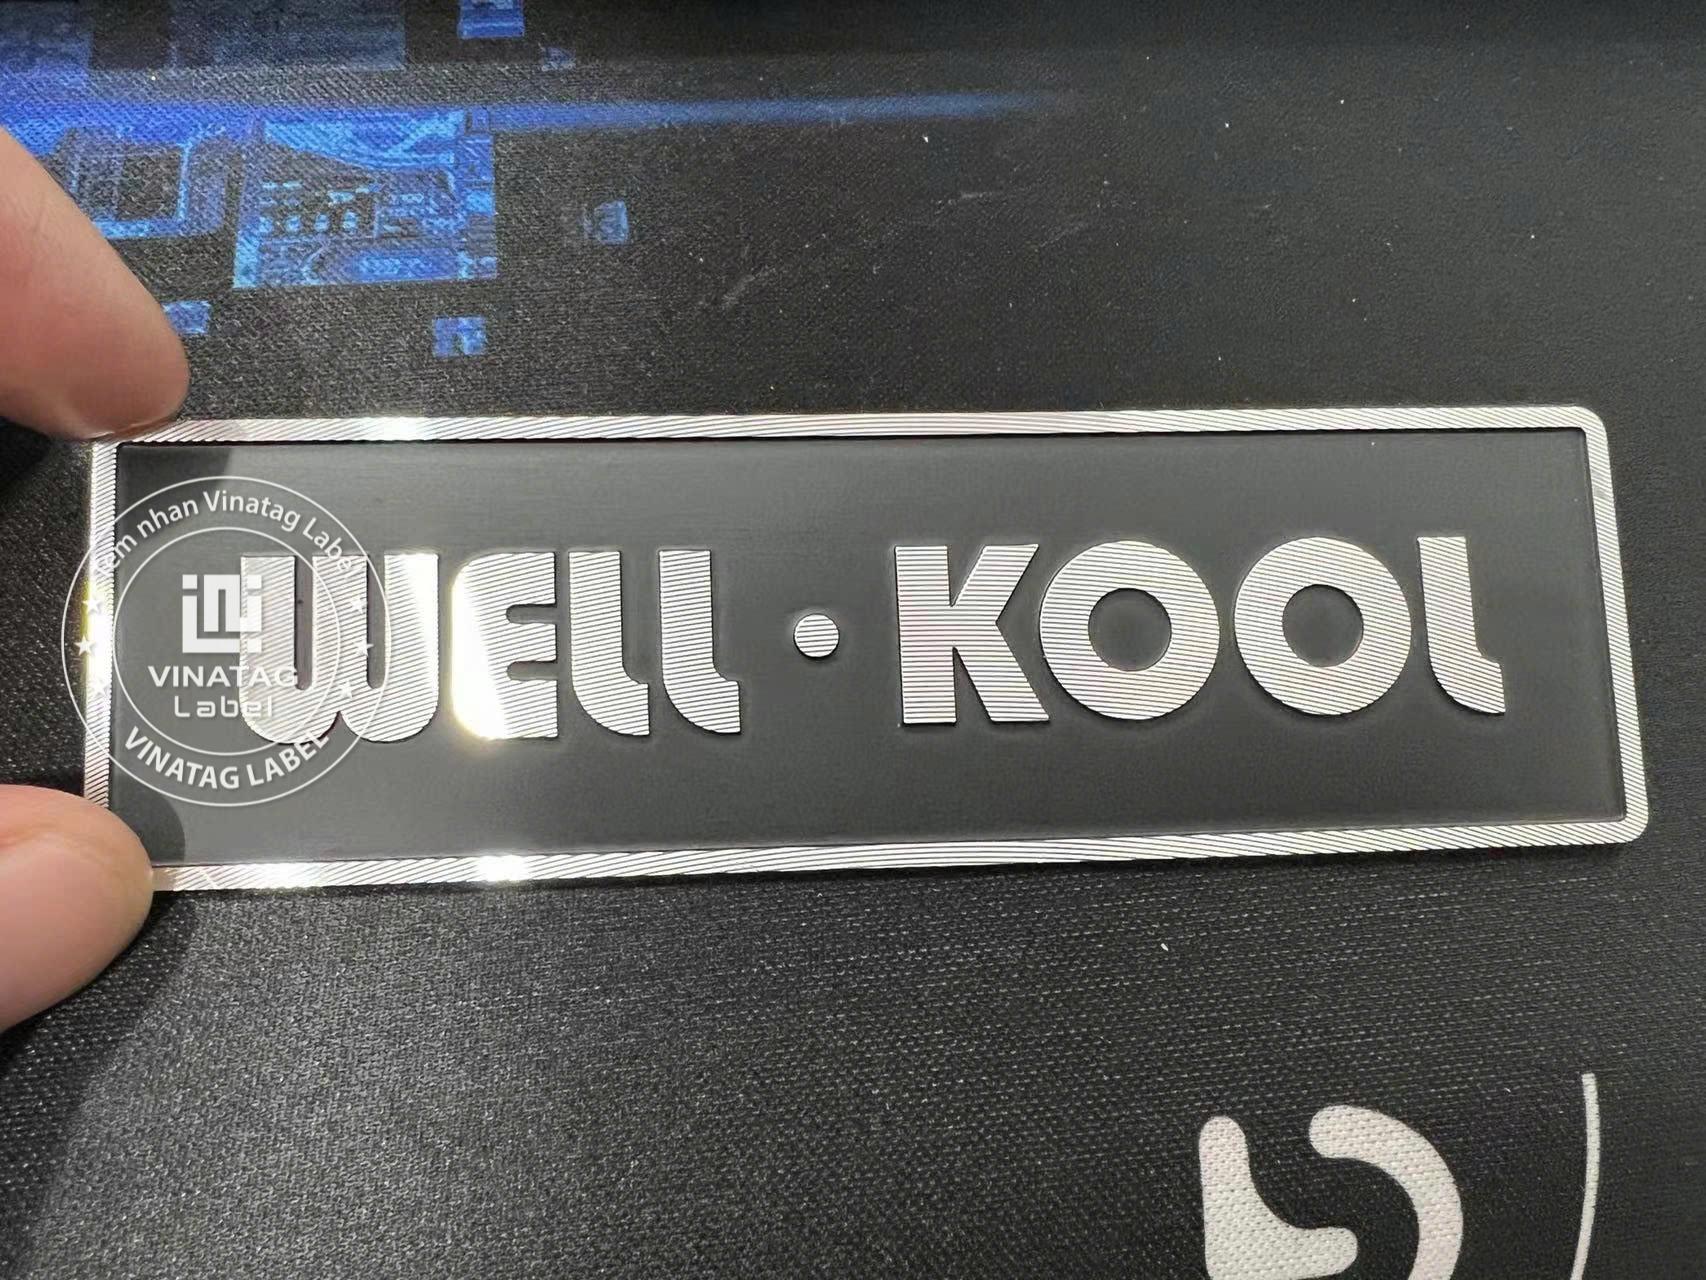 Tem nhan Vinatag Label
WELL · KOOL
VINATAG
Label
VINATAG LABEL